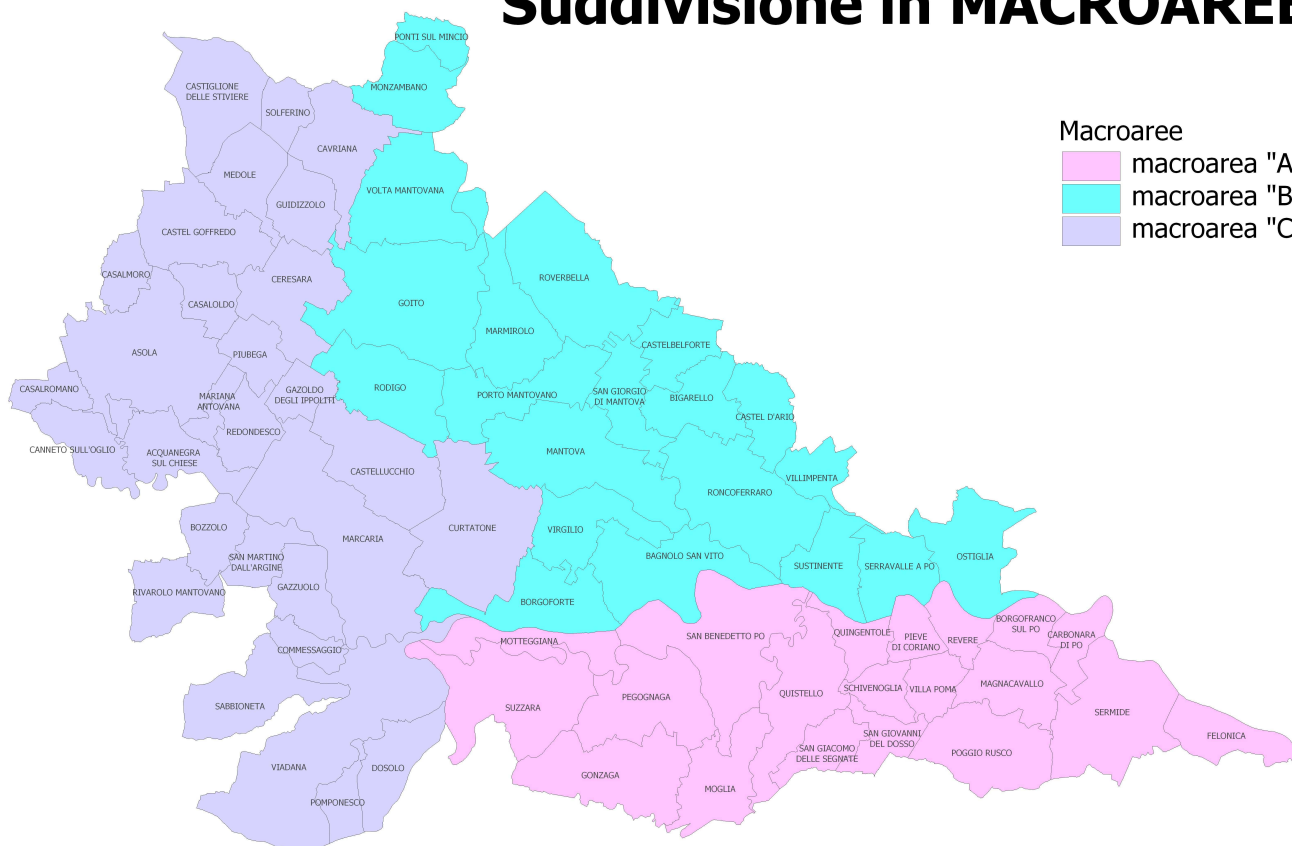 Suddivisione in MACROAREE
Macroaree
macroarea "A
macroarea "B
macroarea "C
PONTI SUL MINCIO
CASTIGLIONE
DELLE STIVIERE
MONZAMBANO
SOLFERINO
CAVRIANA
MEDOLE
VOLTA MANTOVANA
GUIDIZZOLO
CASTEL GOFFREDO
CASALMORO
CERESARA
ROVERBELLA
CASALOLDO
GOITO
MARMIROLO
CASTELBELFORTE
ASOLA
PIUBEGA
CASALROMANO
MARIANA
ANTOVANA
GAZOLDO
DEGLI IPPOLITI
RODIGO
PORTO MANTOVANO
SAN GIORGIO
DI MANTOVA
BIGARELLO
CASTEL D'ARIO
REDONDESCO
CANNETO SULL'OGLIO
ACQUANEGRA
SUL CHIESE
MANTOVA
CASTELLUCCHIO
VILLIMPENTA
RONCOFERRARO
BOZZOLO
CURTATONE
VIRGILIO
MARCARIA
SAN MARTINO
DALL'ARGINE
BAGNOLO SAN VITO
SUSTINENTE
SERRAVALLE A PO
OSTIGLIA
RIVAROLO MANTOVANO
GAZZUOLO
BORGOFORTE
COMMESSAGGIO
MOTTEGGIANA
SAN BENEDETTO PO
QUINGENTOLE
PIEVE
DI CORIANO
REVERE
BORGOFRANCO
SUL PO
CARBONARA
DI PO
SABBIONETA
SUZZARA
PEGOGNAGA
QUISTELLO
SCHIVENOGLIA
VILLA POMA
MAGNACAVALLO
SERMIDE
FELONICA
VIADANA
DOSOLO
POMPONESCO
GONZAGA
MOGLIA
SAN GIACOMO
DELLE SEGNATE
SAN GIOVANNI
DEL DOSSO
POGGIO RUSCO